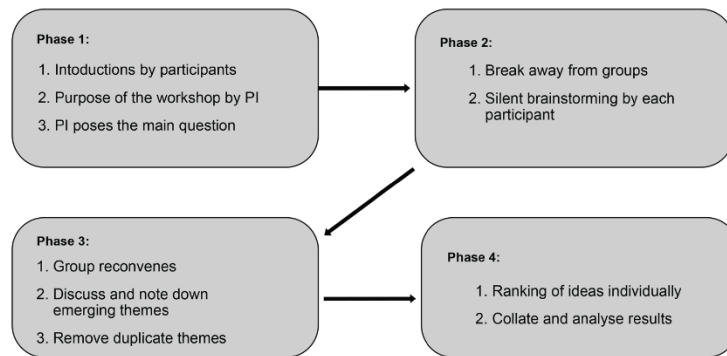 Phase 1:
1. Intoductions by participants
2. Purpose of the workshop by PI
3. PI poses the main question
Phase 2:
1. Break away from groups
2. Silent brainstorming by each
participant
Phase 3:
1. Group reconvenes
2. Discuss and note down
emerging themes
3. Remove duplicate themes
Phase 4:
1. Ranking of ideas individually
2. Collate and analyse results